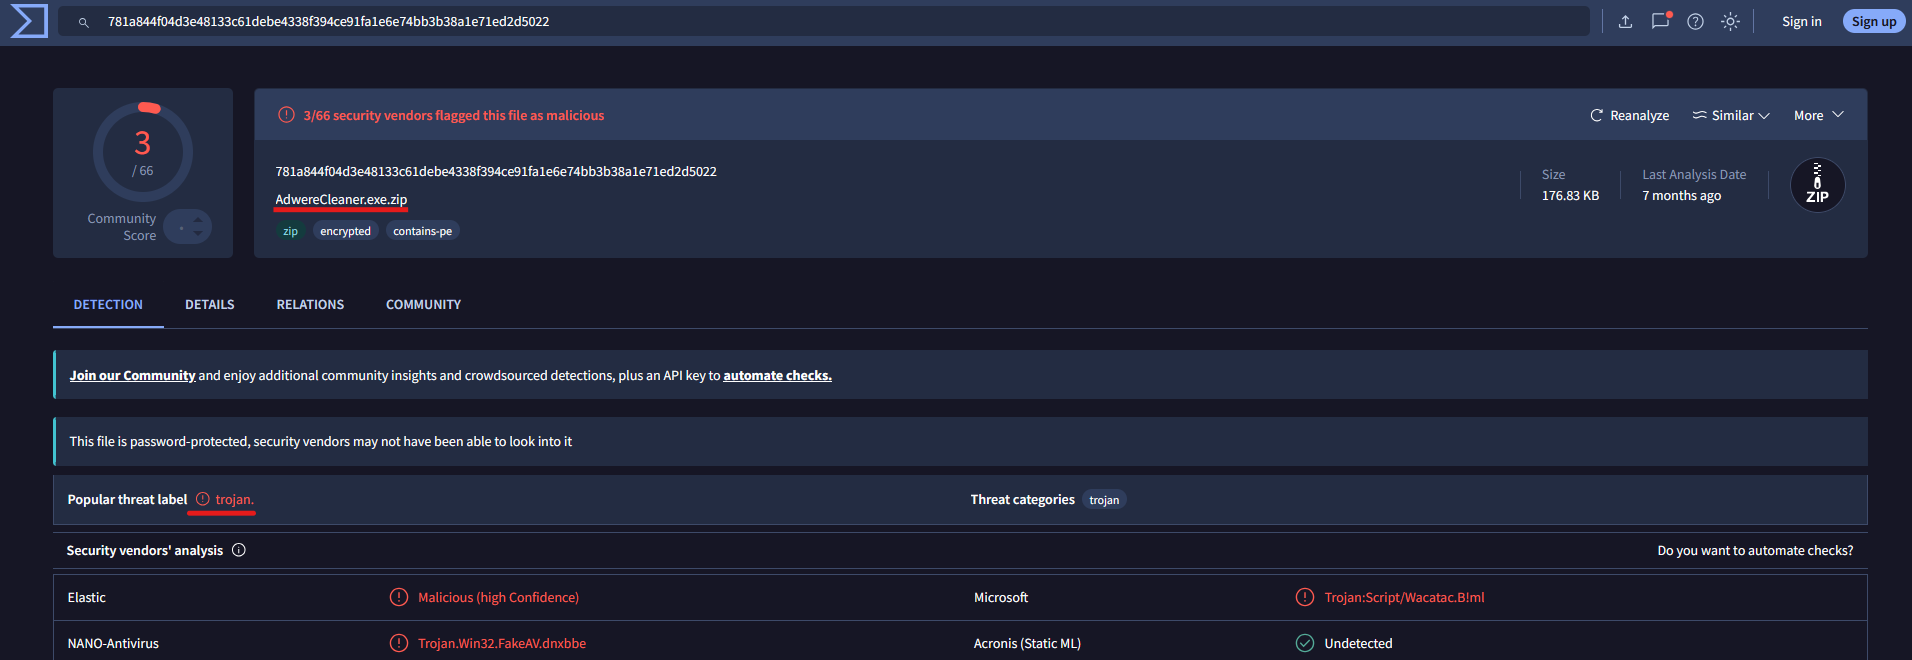 781a844f04d3e48133c61debe4338f394ce91fa1e6e74bb3b38a1e71ed2d5022
Sign in
Sign up
3
/ 66
Community
Score
3/66 security vendors flagged this file as malicious
Reanalyze
Similar
More
781a844f04d3e48133c61debe4338f394ce91fa1e6e74bb3b38a1e71ed2d5022
AdwereCleaner.exe.zip
zip
encrypted
contains-pe
Size
176.83 KB
Last Analysis Date
7 months ago
ZIP
DETECTION
DETAILS
RELATIONS
COMMUNITY
Join our Community and enjoy additional community insights and crowdsourced detections, plus an API key to automate checks.
This file is password-protected, security vendors may not have been able to look into it
Popular threat label
trojan.
Threat categories
trojan
Security vendors' analysis
Do you want to automate checks?
Elastic
Malicious (high Confidence)
Microsoft
Trojan:Script/Wacatac.B!ml
NANO-Antivirus
Trojan.Win32.FakeAV.dnxbbe
Acronis (Static ML)
Undetected